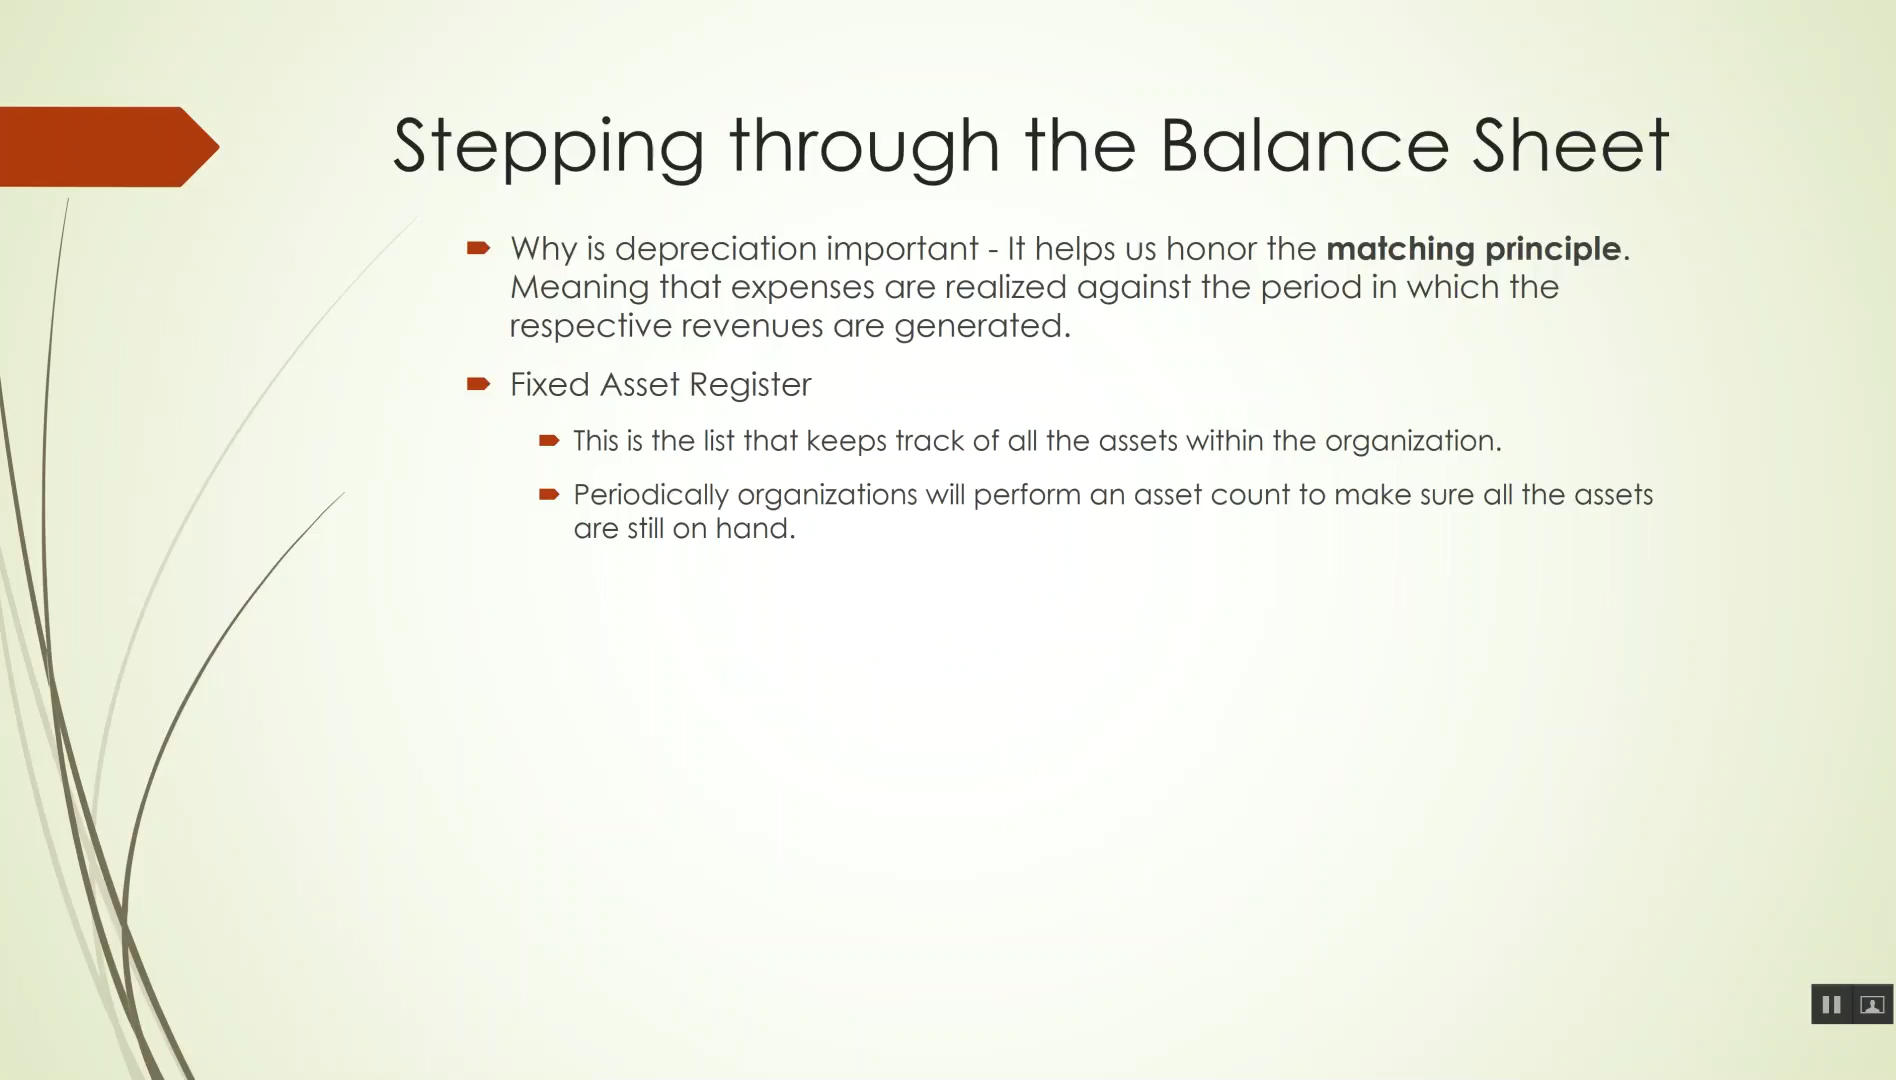 Stepping through the Balance Sheet
Why is depreciation important - It helps us honor the matching principle.
Meaning that expenses are realized against the period in which the
respective revenues are generated.
Fixed Asset Register
This is the list that keeps track of all the assets within the organization.
Periodically organizations will perform an asset count to make sure all the assets
are still on hand.